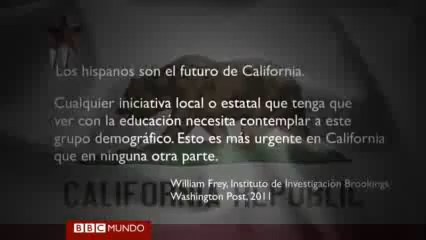 Los hispanos son el futuro de California.
Cualquier iniciativa local o estatal que tenga que
ver con la educación necesita contemplar a este
grupo demográfico. Esto es más urgente en California
que en ninguna otra parte.
William Frey, Instituto de Investigación Brookings
Washington Post, 2011
CALIFORNIA REPUBLIC
BBC MUNDO